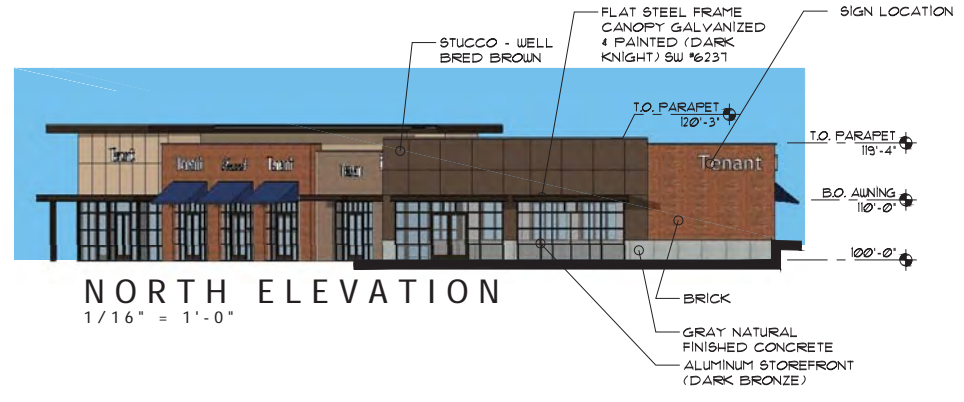 FLAT STEEL FRAME
CANOPY GALVANIZED
& PAINTED (DARK
KNIGHT) SW #6237
SIGN LOCATION
STUCCO - WELL
BRED BROWN
T.O. PARAPET
120'-3"
T.O. PARAPET
119'-4"
B.O. AWNING
110'-0"
100'-0"
Tenant
Tenant
Tenant
NORTH ELEVATION
1/16" = 1'-0"
BRICK
GRAY NATURAL
FINISHED CONCRETE
ALUMINUM STOREFRONT
(DARK BRONZE)